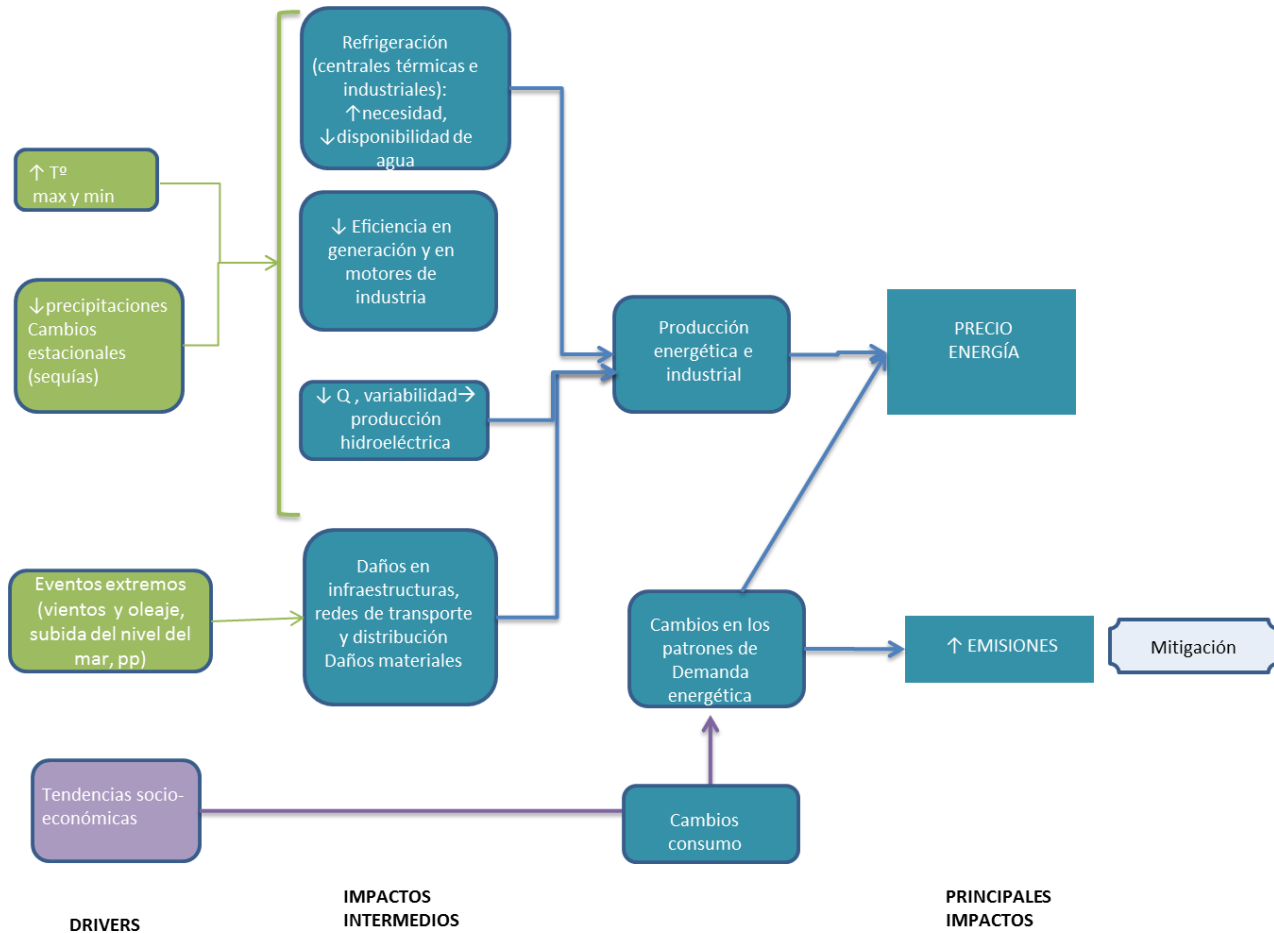 Refrigeración
(centrales térmicas e
industriales):
↑necesidad,
↓disponibilidad de
agua
↑ Tº
max y min
↓ Eficiencia en
generación y en
motores de
industria
↓precipitaciones
Cambios
estacionales
(sequías)
Producción
energética e
industrial
PRECIO
ENERGÍA
↓ Q , variabilidad→
producción
hidroeléctrica
Eventos extremos
(vientos y oleaje,
subida del nivel del
mar, pp)
Daños en
infraestructuras,
redes de transporte
y distribución
Daños materiales
Cambios en los
patrones de
Demanda
energética
↑ EMISIONES
Mitigación
Tendencias socio-
económicas
Cambios
consumo
DRIVERS
IMPACTOS
INTERMEDIOS
PRINCIPALES
IMPACTOS